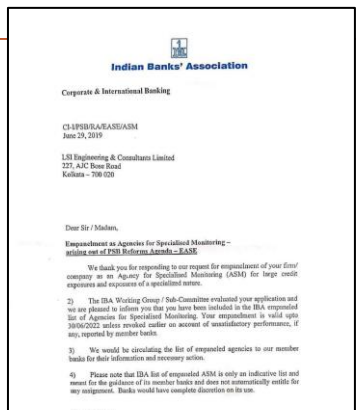 Indian Banks' Association
Corporate & International Banking
CI-I/PSB/RA/EASE/ASM
June 29, 2019
LSI Engineering & Consultants Limited
227, AJC Bose Road
Kolkata – 700 020
Dear Sir / Madam,
Empanelment as Agencies for Specialised Monitoring –
arising out of PSB Reforms Agenda – EASE
We thank you for responding to our request for empanelment of your firm/
company as an Agency for Specialised Monitoring (ASM) for large credit
exposures and exposures of a specialized nature.
2) The IBA Working Group / Sub-Committee evaluated your application and
we are pleased to inform you that you have been included in the IBA empaneled
list of Agencies for Specialised Monitoring. Your empanelment is valid upto
30/06/2022 unless revoked earlier on account of unsatisfactory performance, if
any, reported by member banks.
3) We would be circulating the list of empaneled agencies to our member
banks for their information and necessary action.
4) Please note that IBA list of empaneled ASM is only an indicative list and
meant for the guidance of its member banks and does not automatically entitle for
any assignment. Banks would have complete discretion on its use.